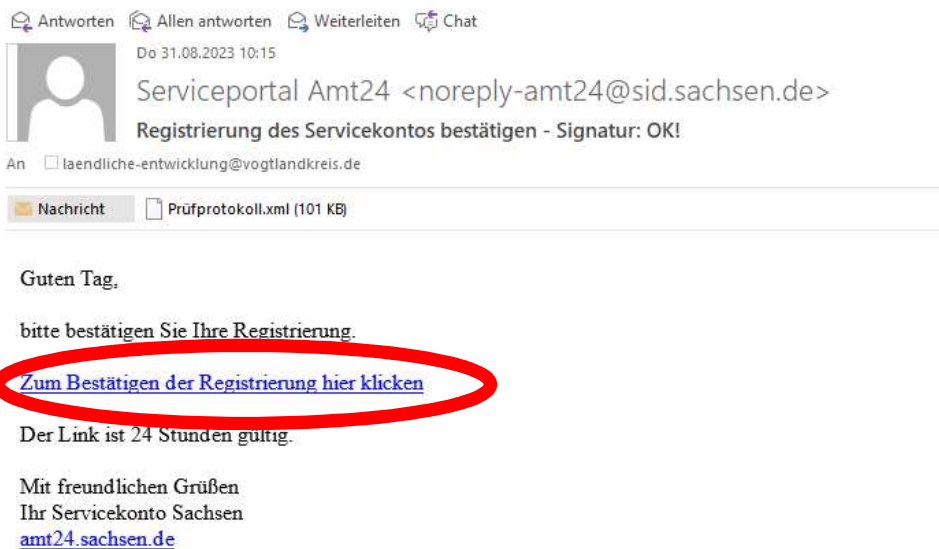 Antworten Allen antworten Weiterleiten Chat
Do 31.08.2023 10:15
Serviceportal Amt24 <noreply-amt24@sid.sachsen.de>
Registrierung des Servicekontos bestätigen - Signatur: OK!
An laendliche-entwicklung@vogtlandkreis.de
Nachricht Prüfprotokoll.xml (101 KB)
Guten Tag,
bitte bestätigen Sie Ihre Registrierung.
Zum Bestätigen der Registrierung hier klicken
Der Link ist 24 Stunden gültig.
Mit freundlichen Grüßen
Ihr Servicekonto Sachsen
amt24.sachsen.de